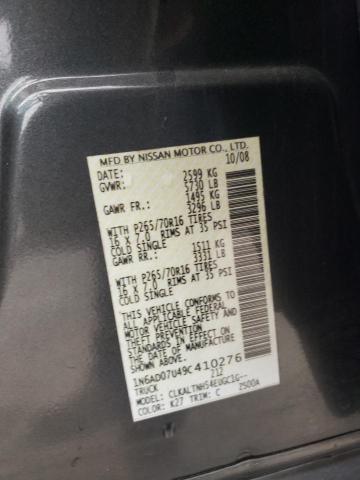 MFD BY NISSAN MOTOR CO., LTD.
DATE: 10/08
GVWR: 2599 KG
5730 LB
GAWR FR.: 1495 KG
3296 LB
WITH P265/70R16 TIRES
16 X 7.0 RIMS AT 35 PSI
COLD SINGLE
GAWR RR.: 1511 KG
3331 LB
WITH P265/70R16 TIRES
16 X 7.0 RIMS AT 35 PSI
COLD SINGLE
THIS VEHICLE CONFORMS TO
ALL APPLICABLE FEDERAL
MOTOR VEHICLE SAFETY AND
THEFT PREVENTION
STANDARDS IN EFFECT ON
THE DATE OF MANUFACTURE
SHOWN ABOVE.
1N6AD07U49C410276
TRUCK 212
MODEL: CLKALTNH54EUGC1G--
COLOR: K27 TRIM: C 2500A